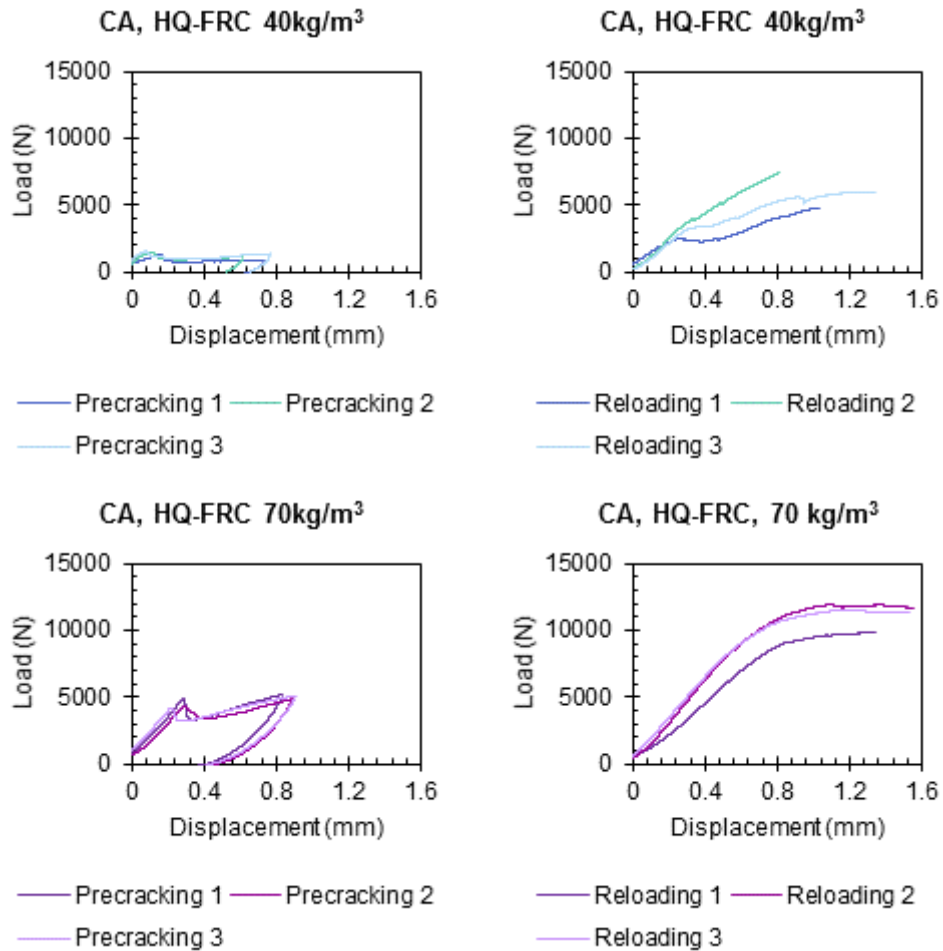 CA, HQ-FRC 40kg/m³
15000
10000
5000
0
Load (N)
0 0.4 0.8 1.2 1.6
Displacement (mm)
Precracking 1 Precracking 2
Precracking 3
CA, HQ-FRC 40kg/m³
15000
10000
5000
0
Load (N)
0 0.4 0.8 1.2 1.6
Displacement (mm)
Reloading 1 Reloading 2
Reloading 3
CA, HQ-FRC 70kg/m³
15000
10000
5000
0
Load (N)
0 0.4 0.8 1.2 1.6
Displacement (mm)
Precracking 1 Precracking 2
Precracking 3
CA, HQ-FRC, 70 kg/m³
15000
10000
5000
0
Load (N)
0 0.4 0.8 1.2 1.6
Displacement (mm)
Reloading 1 Reloading 2
Reloading 3